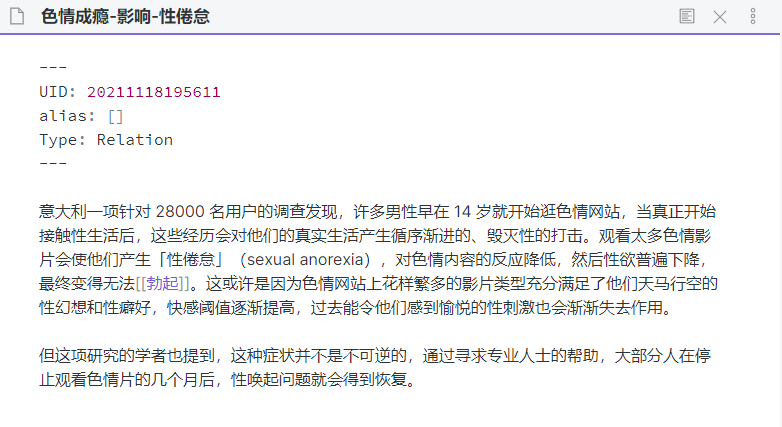 色情成瘾-影响-性倦怠
---
UID: 20211118195611
alias: []
Type: Relation
---
意大利一项针对 28000 名用户的调查发现，许多男性早在 14 岁就开始逛色情网站，当真正开始
接触性生活后，这些经历会对他们的真实生活产生循序渐进的、毁灭性的打击。观看太多色情影
片会使他们产生「性倦怠」（sexual anorexia），对色情内容的反应降低，然后性欲普遍下降，
最终变得无法[[勃起]]。这或许是因为色情网站上花样繁多的影片类型充分满足了他们天马行空的
性幻想和性癖好，快感阈值逐渐提高，过去能令他们感到愉悦的性刺激也会渐渐失去作用。
但这项研究的学者也提到，这种症状并不是不可逆的，通过寻求专业人士的帮助，大部分人在停
止观看色情片的几个月后，性唤起问题就会得到恢复。